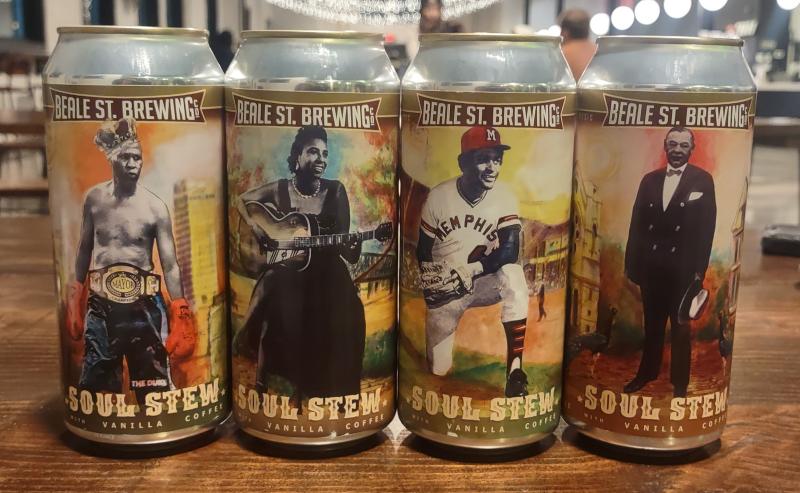 BEALE ST. BREWING CO
MAYOR
THE DUKE
SOUL STEW
WITH VANILLA COFFEE
BEALE ST. BREWING CO
SOUL STEW
WITH VANILLA COFFEE
BEALE ST. BREWING CO
M
MEMPHIS
SOUL STEW
WITH VANILLA COFFEE
BEALE ST. BREWING CO
SOUL STEW
WITH VANILLA COFFEE